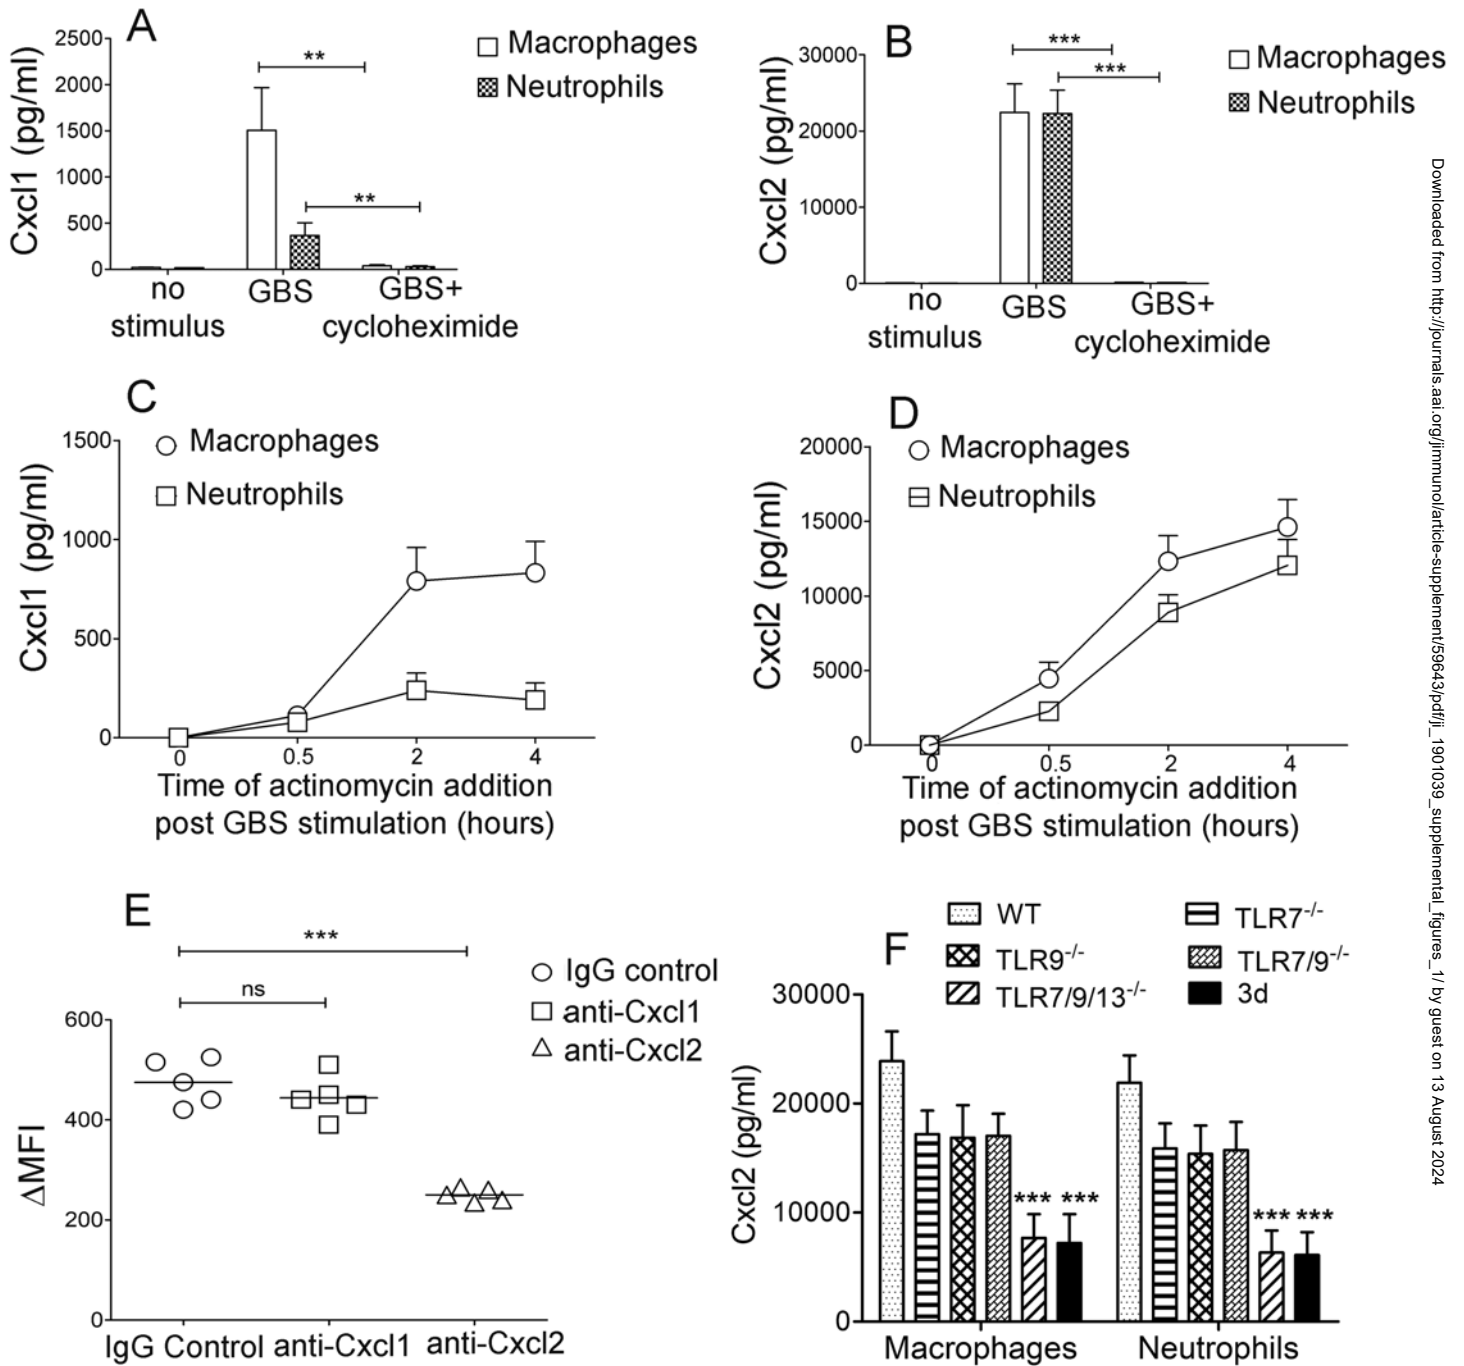 A
2500
2000
1500
1000
500
0
Cxcl1 (pg/ml)
**
**
Macrophages
Neutrophils
no stimulus
GBS
GBS+ cycloheximide
B
30000
20000
10000
0
Cxcl2 (pg/ml)
***
***
Macrophages
Neutrophils
no stimulus
GBS
GBS+ cycloheximide
C
1500
1000
500
0
Cxcl1 (pg/ml)
Macrophages
Neutrophils
0 0.5 2 4
Time of actinomycin addition
post GBS stimulation (hours)
D
20000
15000
10000
5000
0
Cxcl2 (pg/ml)
Macrophages
Neutrophils
0 0.5 2 4
Time of actinomycin addition
post GBS stimulation (hours)
E
***
ns
600
400
200
0
ΔMFI
IgG control
anti-Cxcl1
anti-Cxcl2
IgG Control anti-Cxcl1 anti-Cxcl2
F
WT
TLR7-/-
TLR9-/-
TLR7/9-/-
TLR7/9/13-/-
3d
30000
20000
10000
0
Cxcl2 (pg/ml)
*** ***
*** ***
Macrophages Neutrophils
Downloaded from http://journals.aai.org/jimmunol/article-supplement/59643/pdf/ji_1901039_supplemental_figures_1/ by guest on 13 August 2024